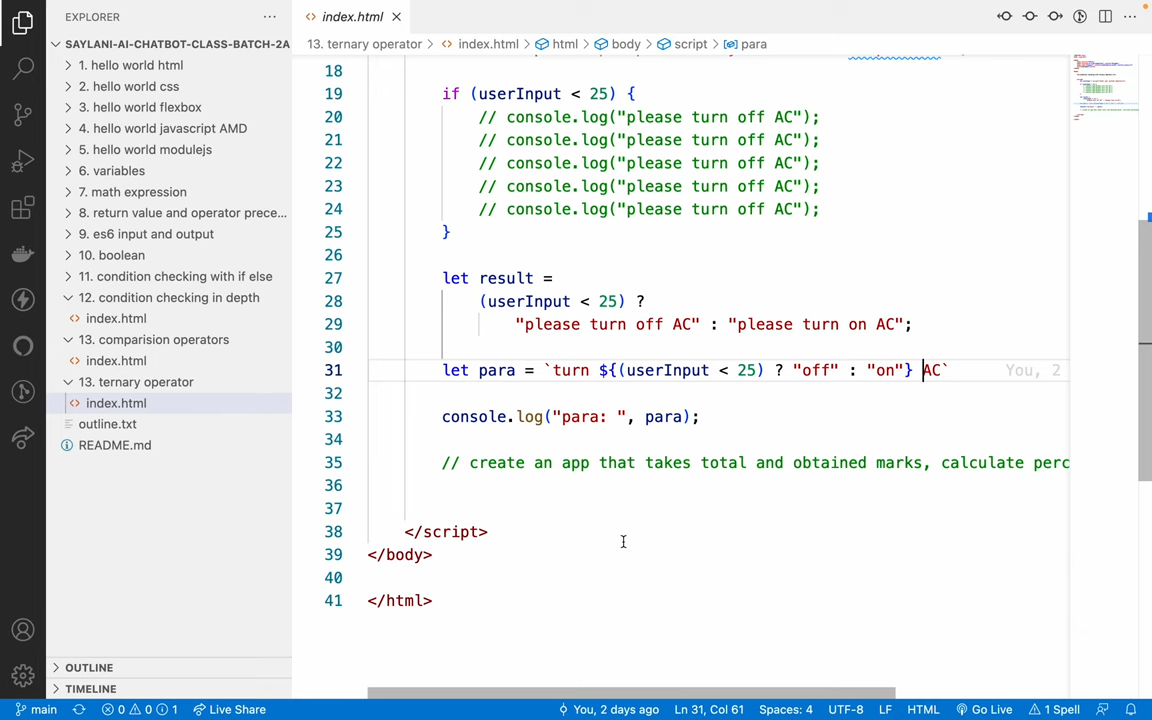 EXPLORER
index.html
SAYLANI-AI-CHATBOT-CLASS-BATCH-2A
1. hello world html
2. hello world css
3. hello world flexbox
4. hello world javascript AMD
5. hello world modulejs
6. variables
7. math expression
8. return value and operator prece...
9. es6 input and output
10. boolean
11. condition checking with if else
12. condition checking in depth
index.html
13. comparision operators
index.html
13. ternary operator
index.html
outline.txt
README.md
OUTLINE
TIMELINE
13. ternary operator > index.html > html > body > script > para
18
19 if (userInput < 25) {
20 // console.log("please turn off AC");
21 // console.log("please turn off AC");
22 // console.log("please turn off AC");
23 // console.log("please turn off AC");
24 // console.log("please turn off AC");
25 }
26
27 let result =
28 (userInput < 25) ?
29 "please turn off AC" : "please turn on AC";
30
31 let para = `turn ${(userInput < 25) ? "off" : "on"} AC` You, 2
32
33 console.log("para: ", para);
34
35 // create an app that takes total and obtained marks, calculate perc
36
37
38 </script>
39 </body>
40
41 </html>
main 0 0 1 Live Share You, 2 days ago Ln 31, Col 61 Spaces: 4 UTF-8 LF HTML Go Live 1 Spell